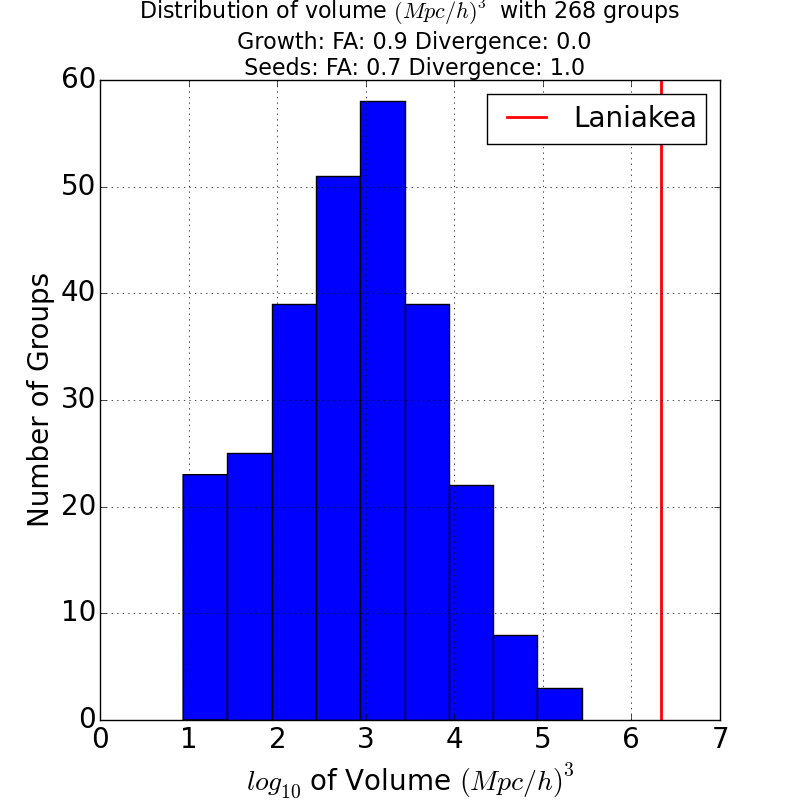 Distribution of volume (Mpc/h)³ with 268 groups
Growth: FA: 0.9 Divergence: 0.0
Seeds: FA: 0.7 Divergence: 1.0
Laniakea
Number of Groups
60
50
40
30
20
10
0
0 1 2 3 4 5 6 7
log₁₀ of Volume (Mpc/h)³